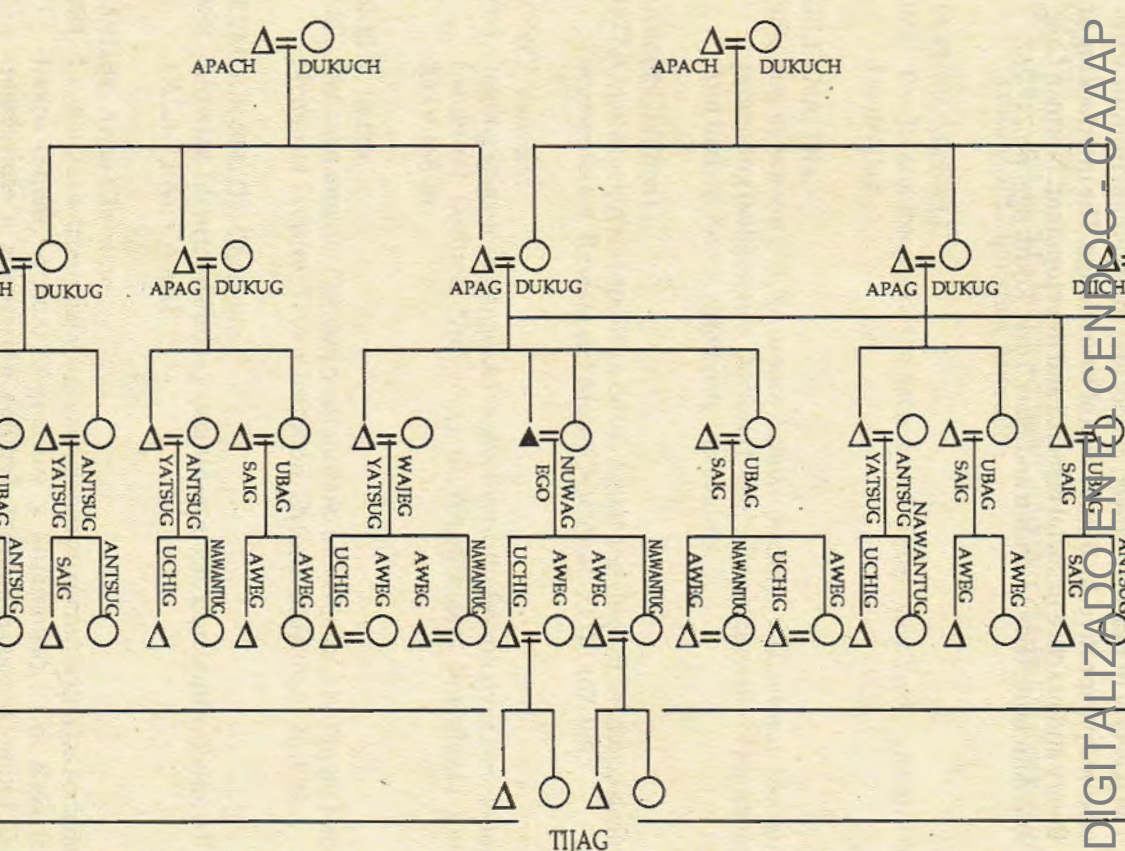 APACH DUKUCH APACH DUKUCH
DUKUG APAG DUKUG APAG DUKUG APAG DUKUG DIICH
UBAG YATSUG ANTSUG YATSUG ANTSUG SAIG UBAG YATSUG WAJEG EGO NUWAG SAIG UBAG YATSUG ANTSUG SAIG UBAG SAIG UBAG
ANTSUG SAIG ANTSUG UCHIG NAWANTUG AWEG AWEG UCHIG AWEG AWEG NAWANTUG UCHIG AWEG AWEG NAWANTUG AWEG NAWANTUG UCHIG AWEG UCHIG NAWANTUG AWEG AWEG SAIG
TIJAG
DIGITALIZADO EN EL CENDOC - CAAAP